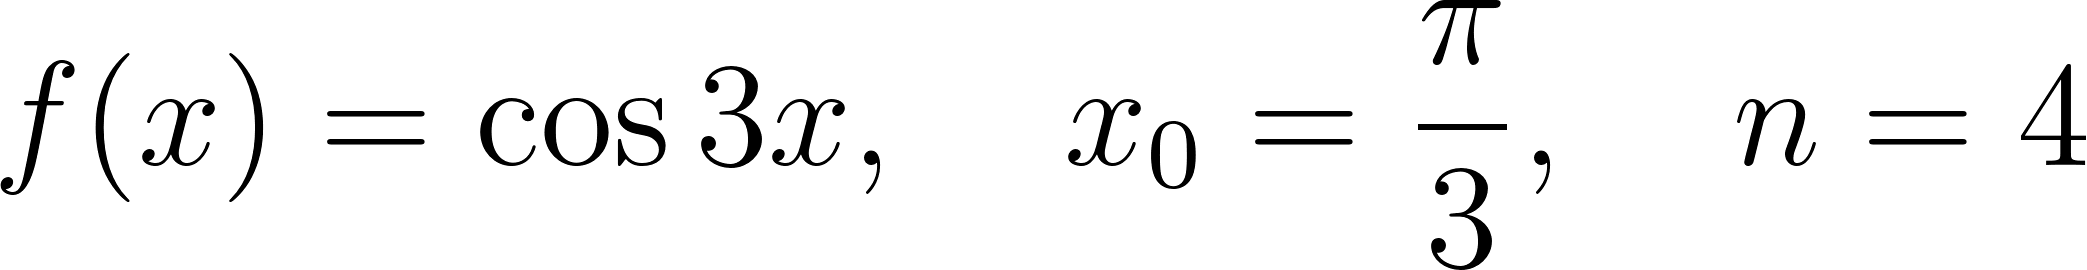 f(x) = cos 3x, x₀ = π/3, n = 4